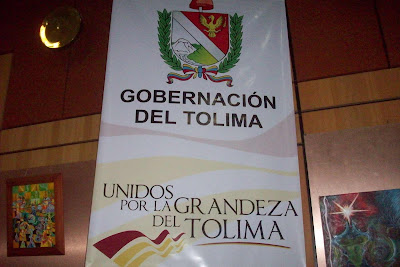 GOBERNACIÓN
DEL TOLIMA
UNIDOS
POR LA GRANDEZA
DEL TOLIMA